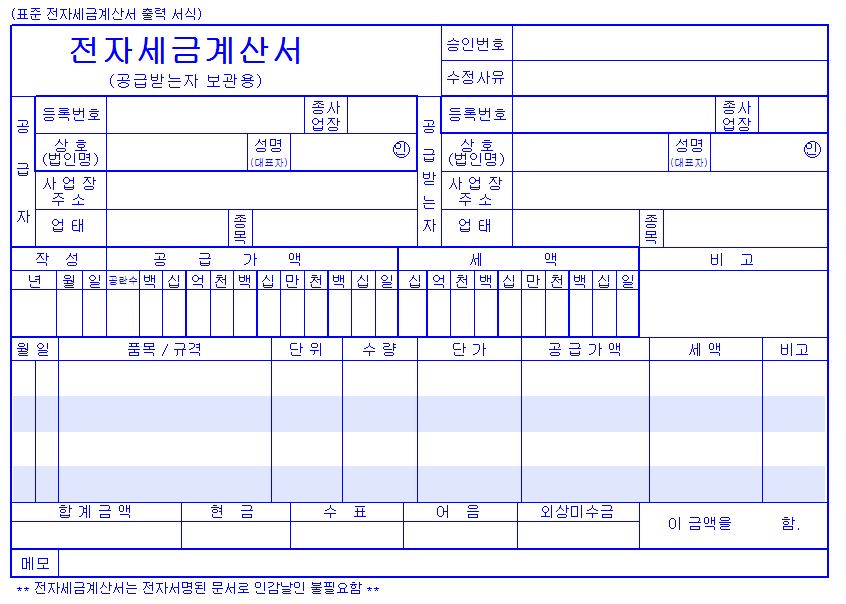 (표준 전자세금계산서 출력 서식)
전자세금계산서
(공급받는자 보관용)
승인번호
수정사유
공급자
등록번호
종사업장
상 호
(법인명)
성명
(대표자)
인
사 업 장
주 소
업 태
종목
공급받는자
등록번호
종사업장
상 호
(법인명)
성명
(대표자)
인
사 업 장
주 소
업 태
종목
작 성 공 급 가 액 세 액 비 고
년 월 일 공란수 백 십 억 천 백 십 만 천 백 십 일 십 억 천 백 십 만 천 백 십 일
월 일 품목 / 규격 단 위 수 량 단 가 공 급 가 액 세 액 비고
합 계 금 액 현 금 수 표 어 음 외상미수금
이 금액을 함.
메모
** 전자세금계산서는 전자서명된 문서로 인감날인 불필요함 **